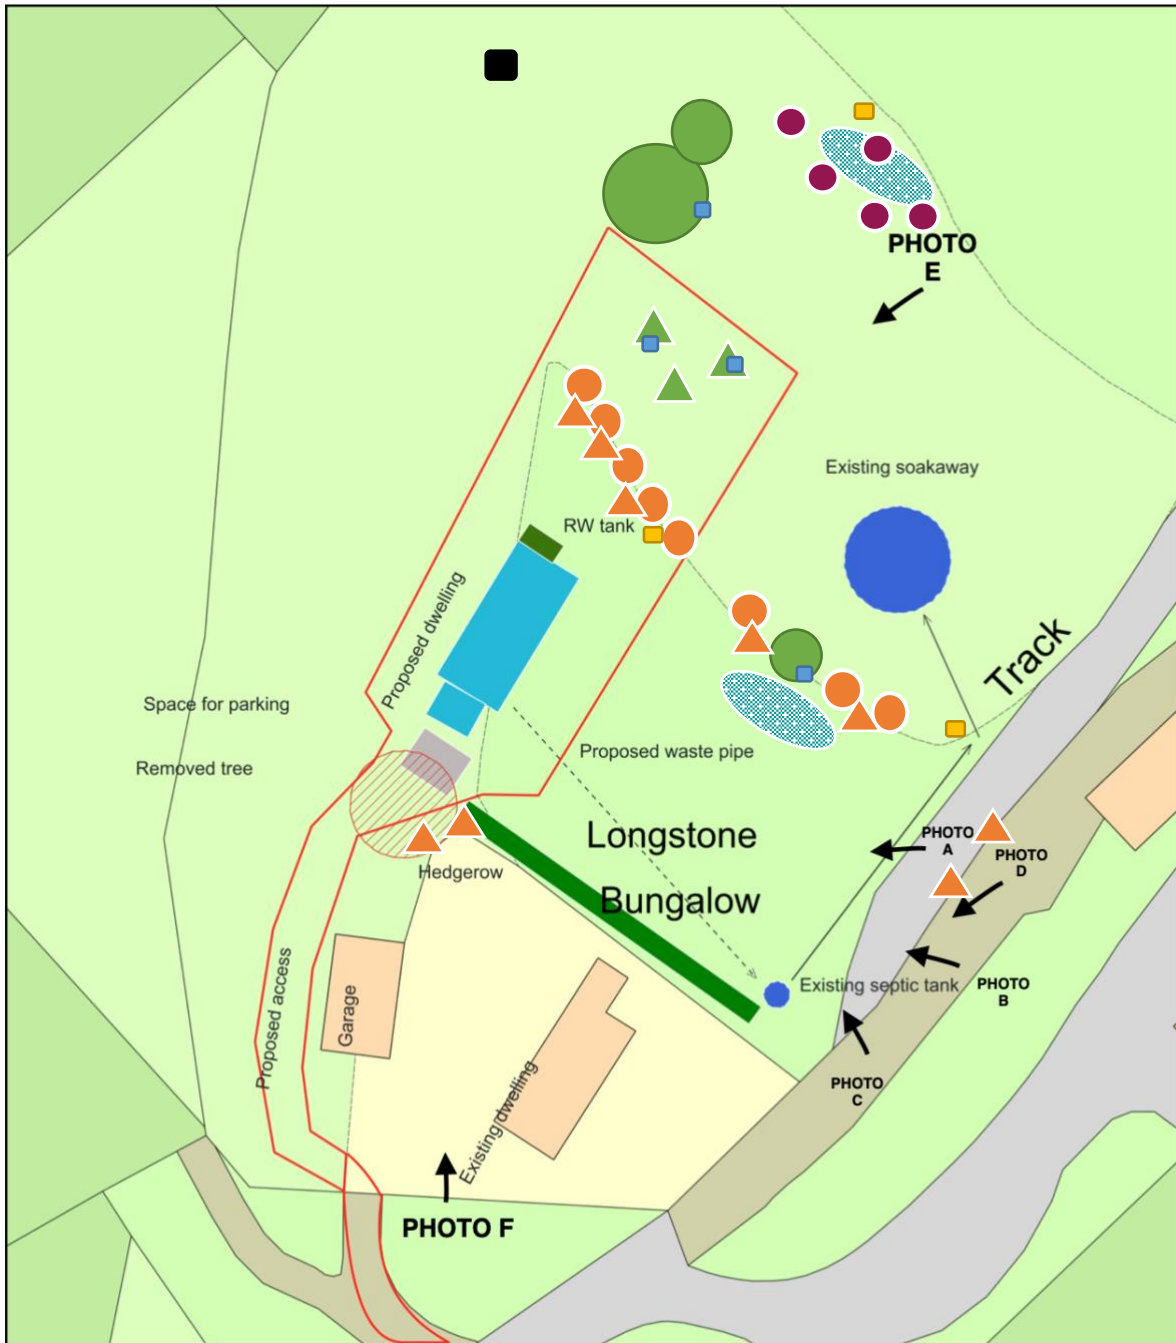 PHOTO
E
Existing soakaway
RW tank
Proposed dwelling
Track
Space for parking
Proposed waste pipe
Removed tree
Longstone
Bungalow
PHOTO
A
PHOTO
D
Hedgerow
Existing septic tank
PHOTO
B
Garage
Proposed access
PHOTO
C
Existing dwelling
PHOTO F